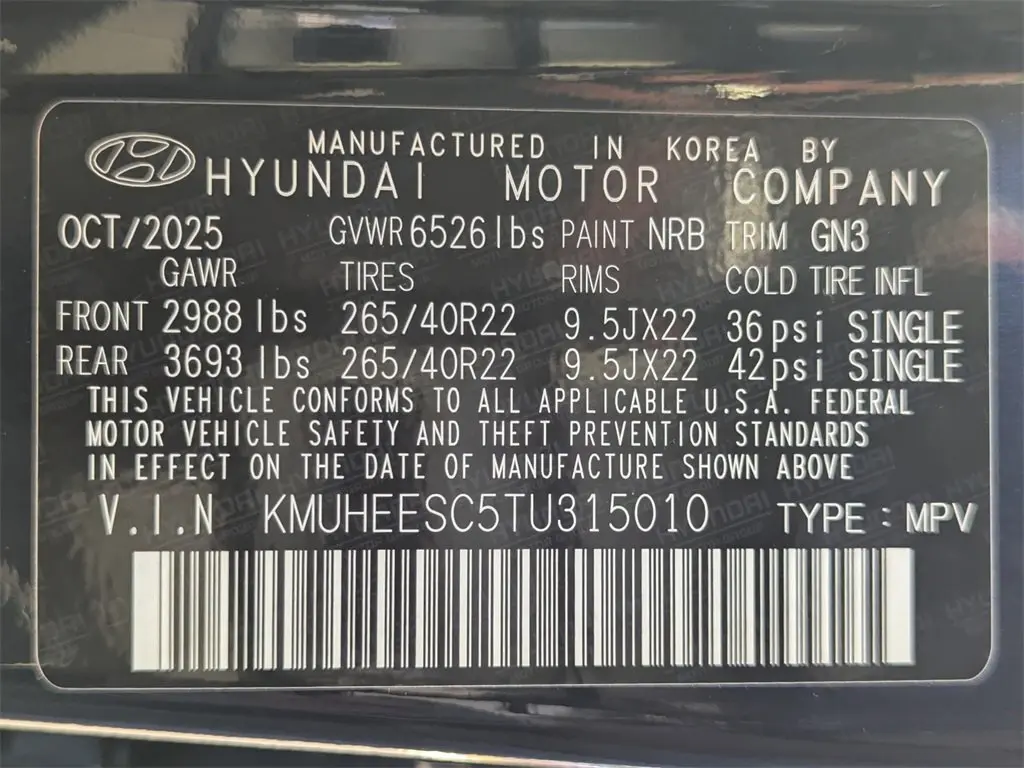 MANUFACTURED IN KOREA BY
HYUNDAI MOTOR COMPANY
OCT/2025 GVWR 6526lbs PAINT NRB TRIM GN3
GAWR TIRES RIMS COLD TIRE INFL
FRONT 2988 lbs 265/40R22 9.5JX22 36psi SINGLE
REAR 3693 lbs 265/40R22 9.5JX22 42psi SINGLE
THIS VEHICLE CONFORMS TO ALL APPLICABLE U.S.A. FEDERAL
MOTOR VEHICLE SAFETY AND THEFT PREVENTION STANDARDS
IN EFFECT ON THE DATE OF MANUFACTURE SHOWN ABOVE
V.I.N KMUHEESC5TU315010 TYPE : MPV